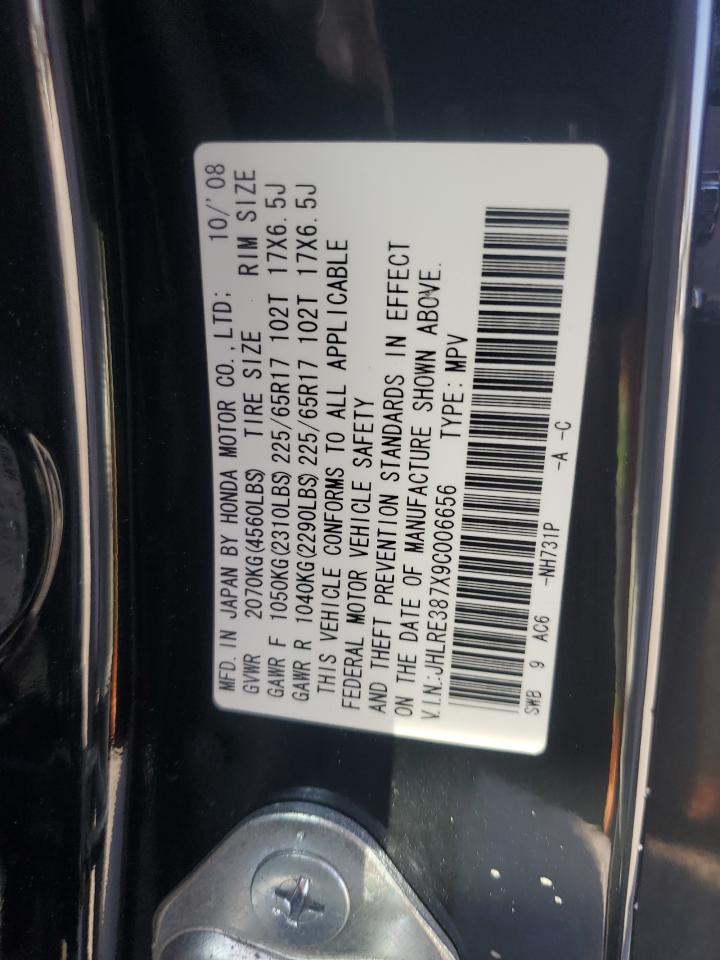 MFD. IN JAPAN BY HONDA MOTOR CO., LTD; 10/'08
GVWR 2070KG(4560LBS) TIRE SIZE RIM SIZE
GAWR F 1050KG(2310LBS) 225/65R17 102T 17X6.5J
GAWR R 1040KG(2290LBS) 225/65R17 102T 17X6.5J
THIS VEHICLE CONFORMS TO ALL APPLICABLE
FEDERAL MOTOR VEHICLE SAFETY
AND THEFT PREVENTION STANDARDS IN EFFECT
ON THE DATE OF MANUFACTURE SHOWN ABOVE.
V.I.N.:JHLRE387X9C006656 TYPE: MPV
SWB 9 AC6 -NH731P -A -C